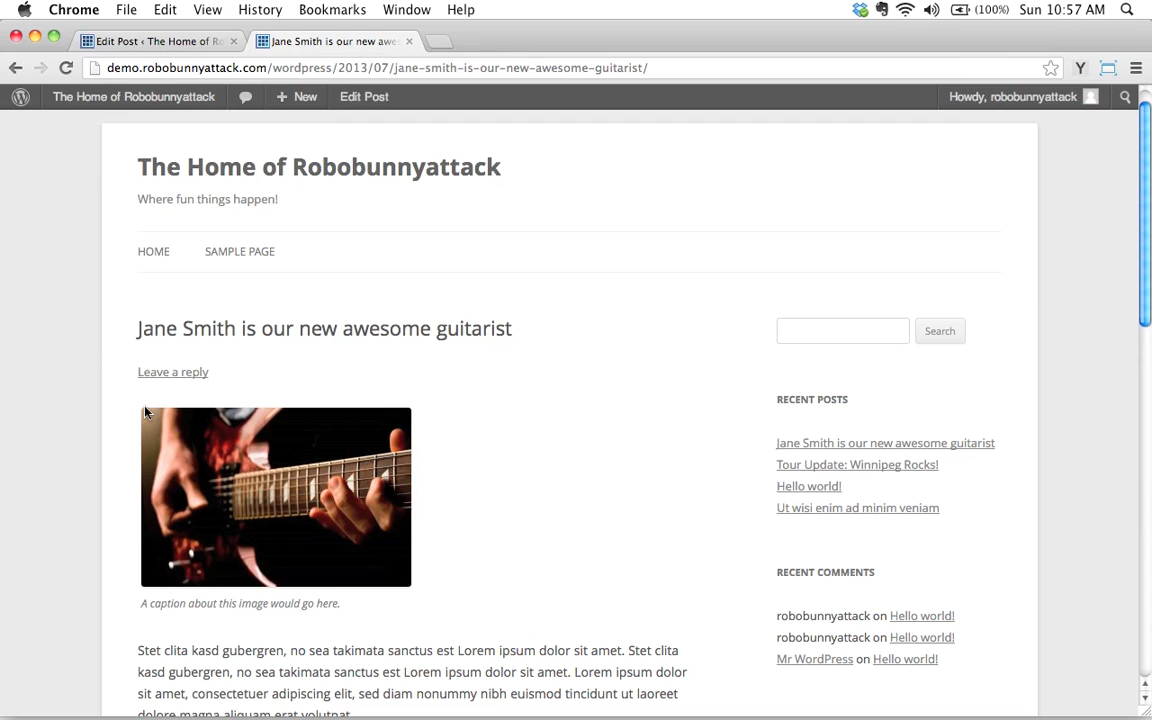 Chrome File Edit View History Bookmarks Window Help (100%) Sun 10:57 AM
Edit Post ‹ The Home of Ro
Jane Smith is our new awes
demo.robobunnyattack.com/wordpress/2013/07/jane-smith-is-our-new-awesome-guitarist/
The Home of Robobunnyattack + New Edit Post Howdy, robobunnyattack
The Home of Robobunnyattack
Where fun things happen!
HOME SAMPLE PAGE
Jane Smith is our new awesome guitarist
Leave a reply
A caption about this image would go here.
Stet clita kasd gubergren, no sea takimata sanctus est Lorem ipsum dolor sit amet. Stet clita
kasd gubergren, no sea takimata sanctus est Lorem ipsum dolor sit amet. Lorem ipsum dolor
sit amet, consectetuer adipiscing elit, sed diam nonummy nibh euismod tincidunt ut laoreet
dolore magna aliquam erat volutpat.
Search
RECENT POSTS
Jane Smith is our new awesome guitarist
Tour Update: Winnipeg Rocks!
Hello world!
Ut wisi enim ad minim veniam
RECENT COMMENTS
robobunnyattack on Hello world!
robobunnyattack on Hello world!
Mr WordPress on Hello world!